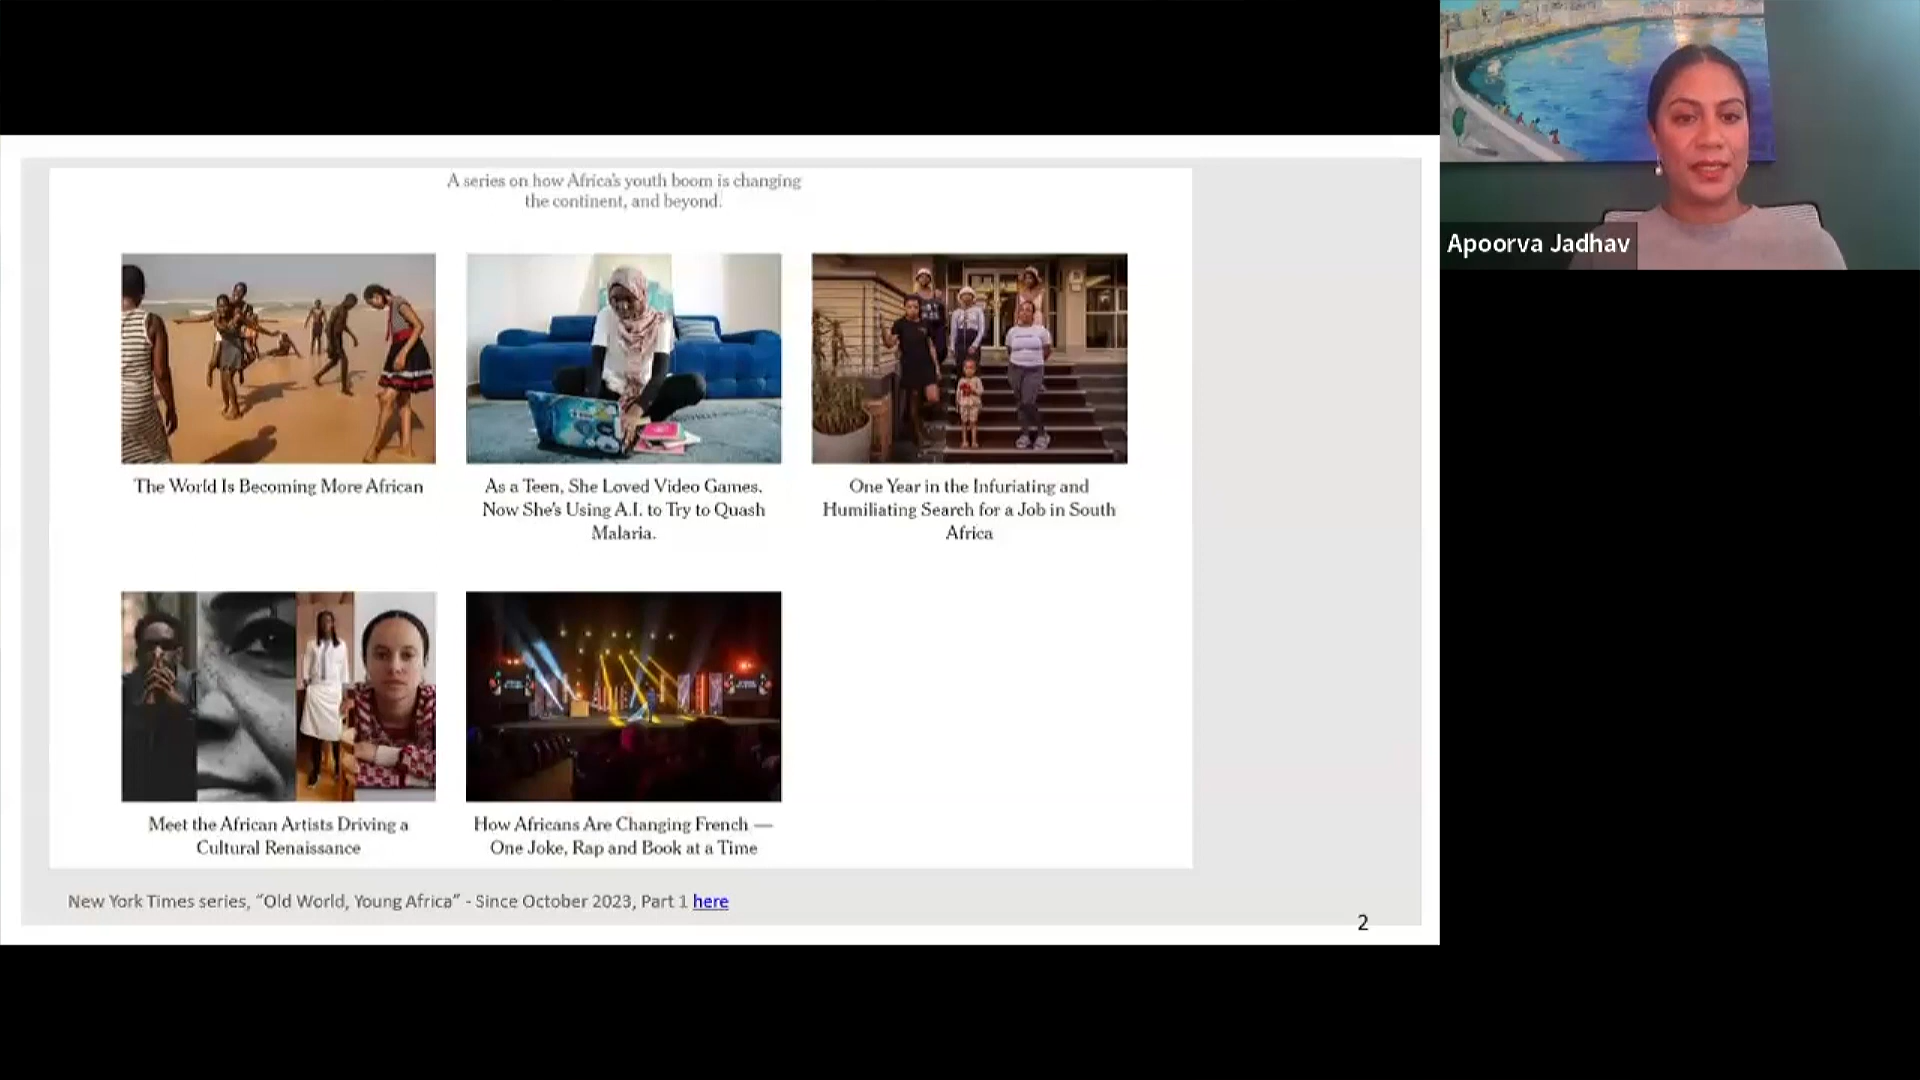 A series on how Africa's youth boom is changing
the continent, and beyond.
Apoorva Jadhav
The World Is Becoming More African
As a Teen, She Loved Video Games.
Now She's Using A.I. to Try to Quash
Malaria.
One Year in the Infuriating and
Humiliating Search for a Job in South
Africa
Meet the African Artists Driving a
Cultural Renaissance
How Africans Are Changing French —
One Joke, Rap and Book at a Time
New York Times series, “Old World, Young Africa” - Since October 2023, Part 1 here
2